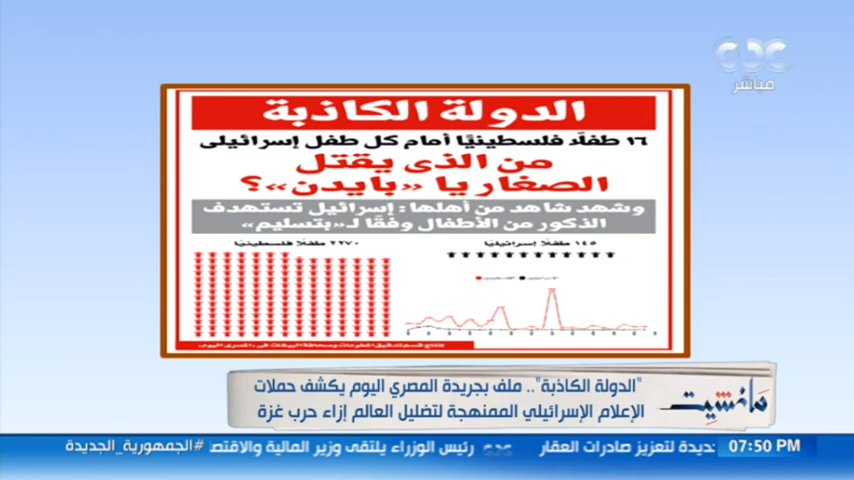 CBC
مباشر
الدولة الكاذبة
١٦ طفلًا فلسطينيًا أمام كل طفل إسرائيلى
من الذى يقتل
الصغار يا «بايدن»؟
وشهد شاهد من أهلها: إسرائيل تستهدف
الذكور من الأطفال وفقًا لـ«بتسليم»
١٤٥ طفلًا إسرائيليًا
٢٢٧٠ طفلًا فلسطينيًا
"الدولة الكاذبة".. ملف بجريدة المصري اليوم يكشف حملات
الإعلام الإسرائيلي الممنهجة لتضليل العالم إزاء حرب غزة
مانشيت
07:50 PM
جديدة لتعزيز صادرات العقار CBC رئيس الوزراء يلتقى وزير المالية والاقتصا #الجمهورية_الجديدة